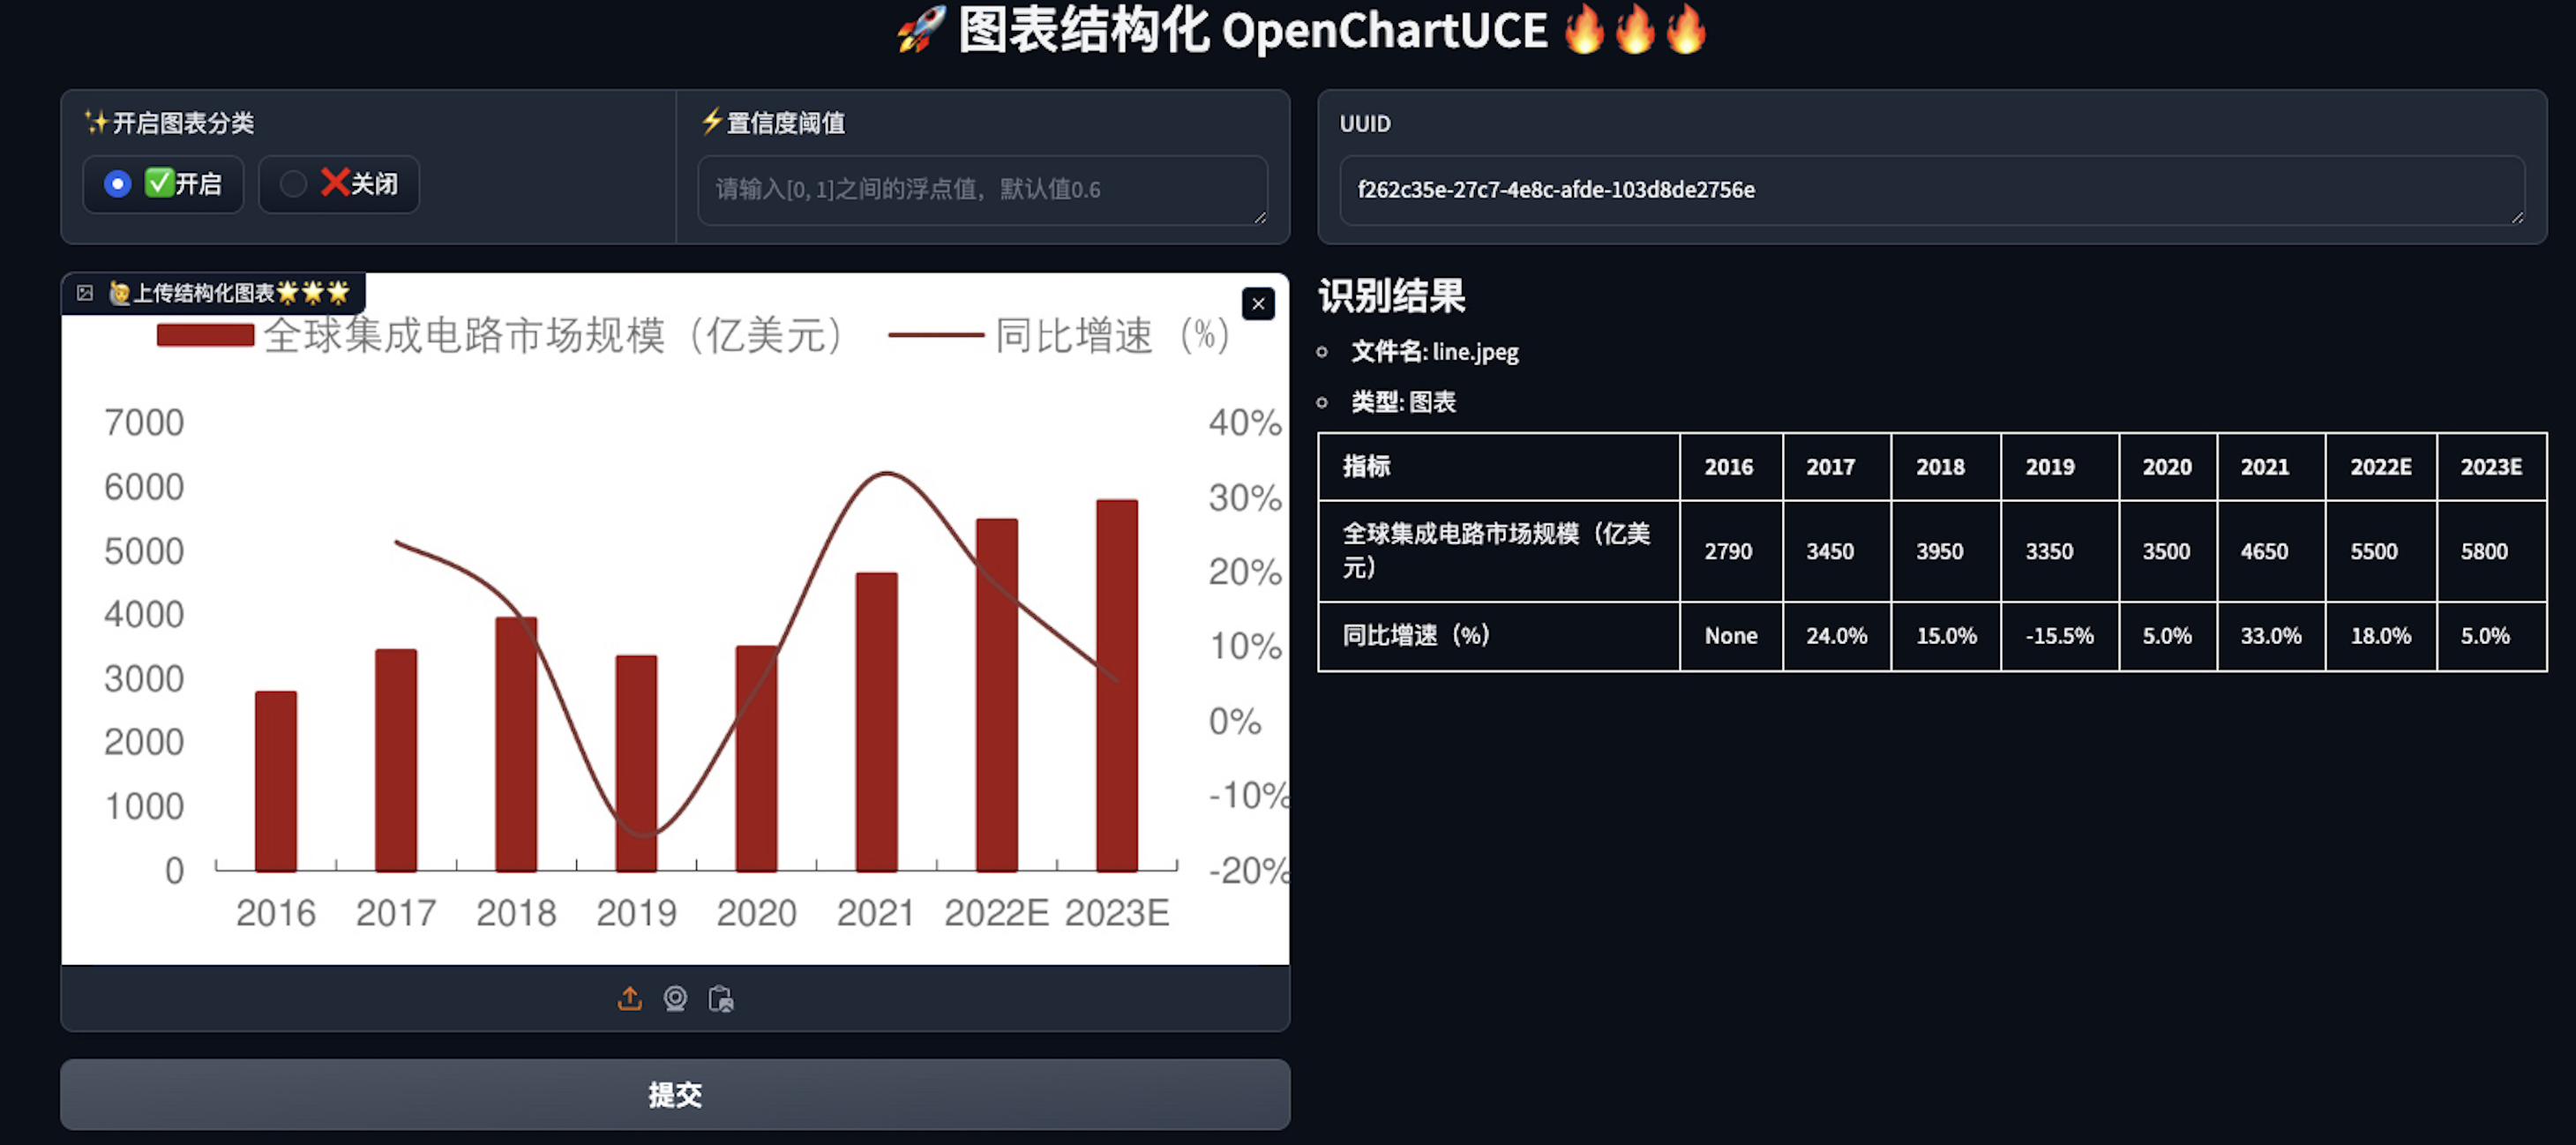 🚀 图表结构化 OpenChartUCE 🔥🔥🔥
✨开启图表分类
✅开启 ❌关闭
⚡置信度阈值
请输入[0, 1]之间的浮点值，默认值0.6
UUID
f262c35e-27c7-4e8c-afde-103d8de2756e
🙋上传结构化图表🌟🌟🌟
全球集成电路市场规模（亿美元） 同比增速（%）
7000
6000
5000
4000
3000
2000
1000
0
40%
30%
20%
10%
0%
-10%
-20%
2016 2017 2018 2019 2020 2021 2022E 2023E
提交
识别结果
文件名: line.jpeg
类型: 图表
指标 2016 2017 2018 2019 2020 2021 2022E 2023E
全球集成电路市场规模（亿美
元） 2790 3450 3950 3350 3500 4650 5500 5800
同比增速（%） None 24.0% 15.0% -15.5% 5.0% 33.0% 18.0% 5.0%